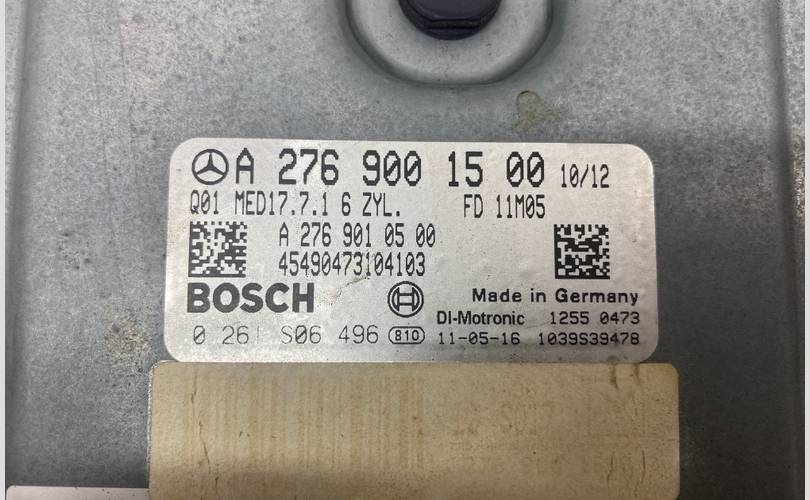 A 276 900 15 00 10/12
Q01 MED17.7.1 6 ZYL. FD 11M05
A 276 901 05 00
45490473104103
BOSCH Made in Germany
DI-Motronic 1255 0473
0 261 S06 496 810 11-05-16 1039S39478